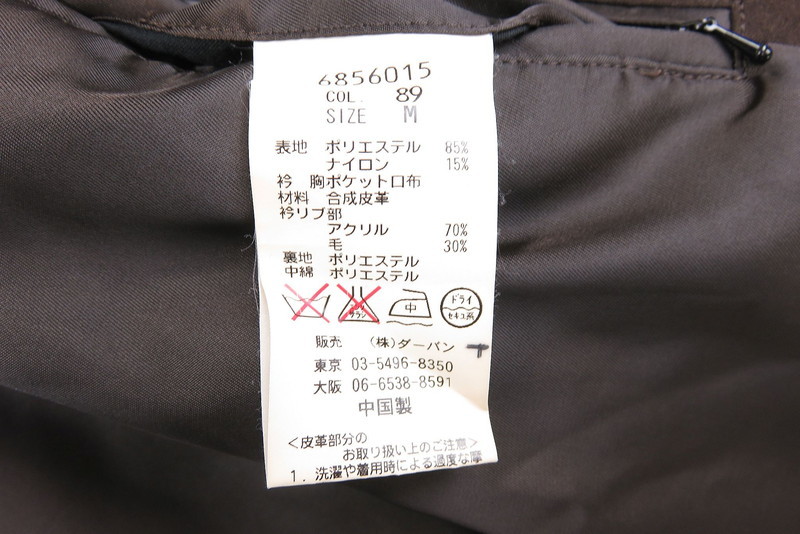 6856015
COL. 89
SIZE M
表地 ポリエステル 85%
ナイロン 15%
衿 胸ポケット口布
材料 合成皮革
衿リブ部
アクリル 70%
毛 30%
裏地 ポリエステル
中綿 ポリエステル
エンソ サラシ 中 ドライ セキユ系
販売 (株)ダーバン
東京 03-5496-8350
大阪 06-6538-8591
中国製
<皮革部分の
お取り扱い上のご注意>
1. 洗濯や着用時による過度な摩